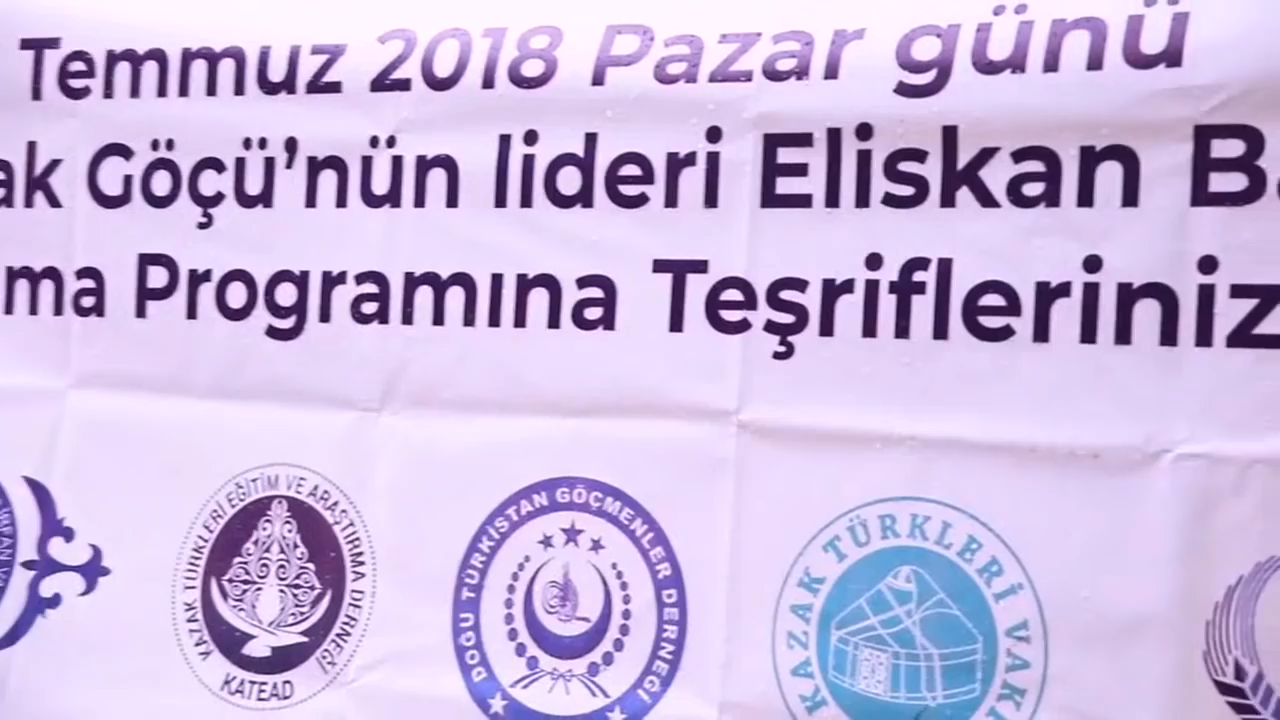 Temmuz 2018 Pazar günü
ak Göçü'nün lideri Eliskan B
ma Programına Teşrifleriniz
KAZAK TÜRKLERİ EĞİTİM VE ARAŞTIRMA DERNEĞİ
KATEAD
DOĞU TÜRKİSTAN GÖÇMENLER DERNEĞİ
KAZAK TÜRKLERİ VAKF